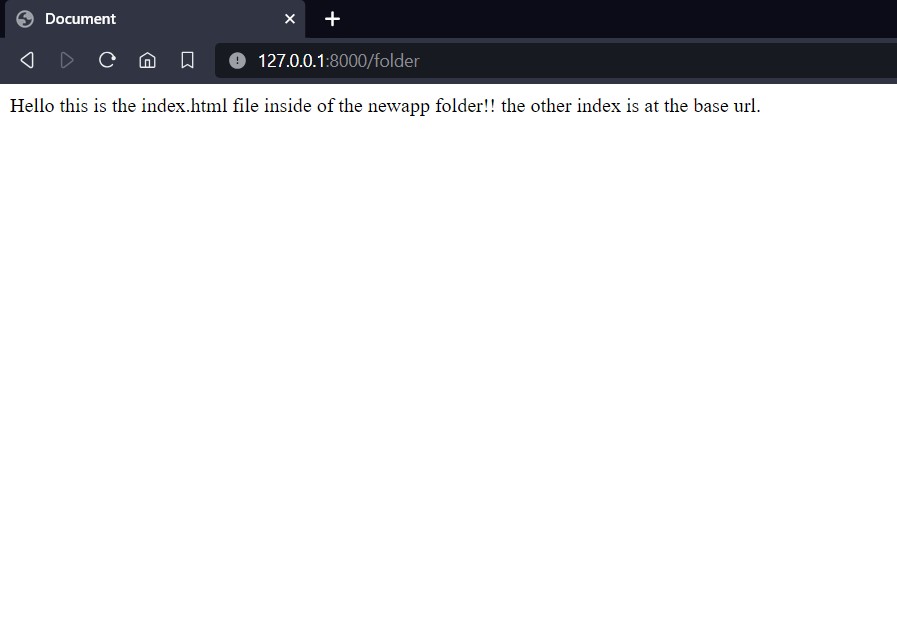 Document
127.0.0.1:8000/folder
Hello this is the index.html file inside of the newapp folder!! the other index is at the base url.